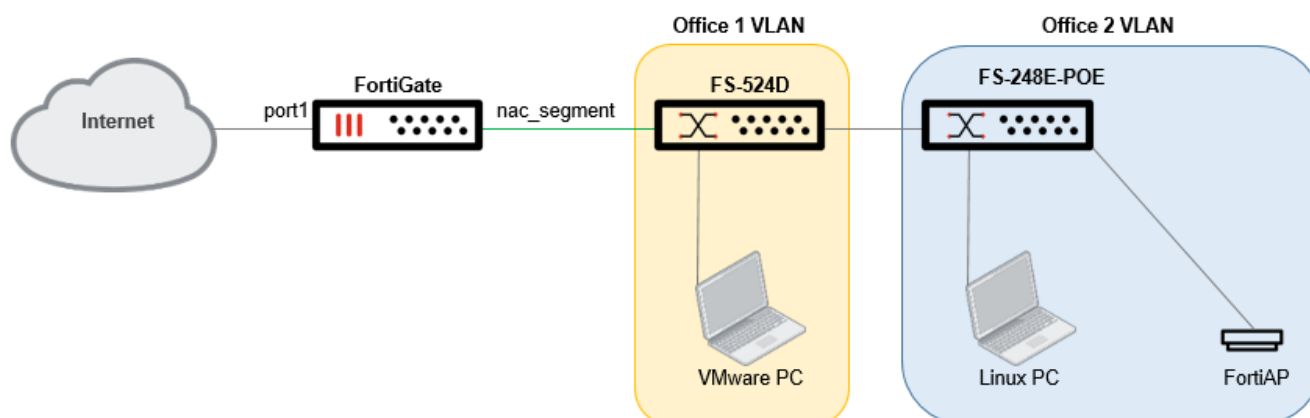 Office 1 VLAN
Office 2 VLAN
FortiGate
FS-524D
FS-248E-POE
Internet
port1
nac_segment
VMware PC
Linux PC
FortiAP